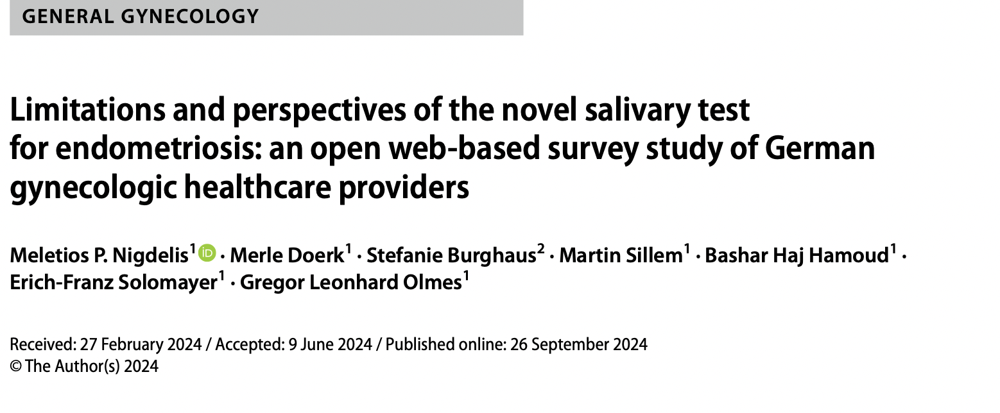 GENERAL GYNECOLOGY
Limitations and perspectives of the novel salivary test
for endometriosis: an open web-based survey study of German
gynecologic healthcare providers
Meletios P. Nigdelis1 iD · Merle Doerk1 · Stefanie Burghaus2 · Martin Sillem1 · Bashar Haj Hamoud1 ·
Erich-Franz Solomayer1 · Gregor Leonhard Olmes1
Received: 27 February 2024 / Accepted: 9 June 2024 / Published online: 26 September 2024
© The Author(s) 2024